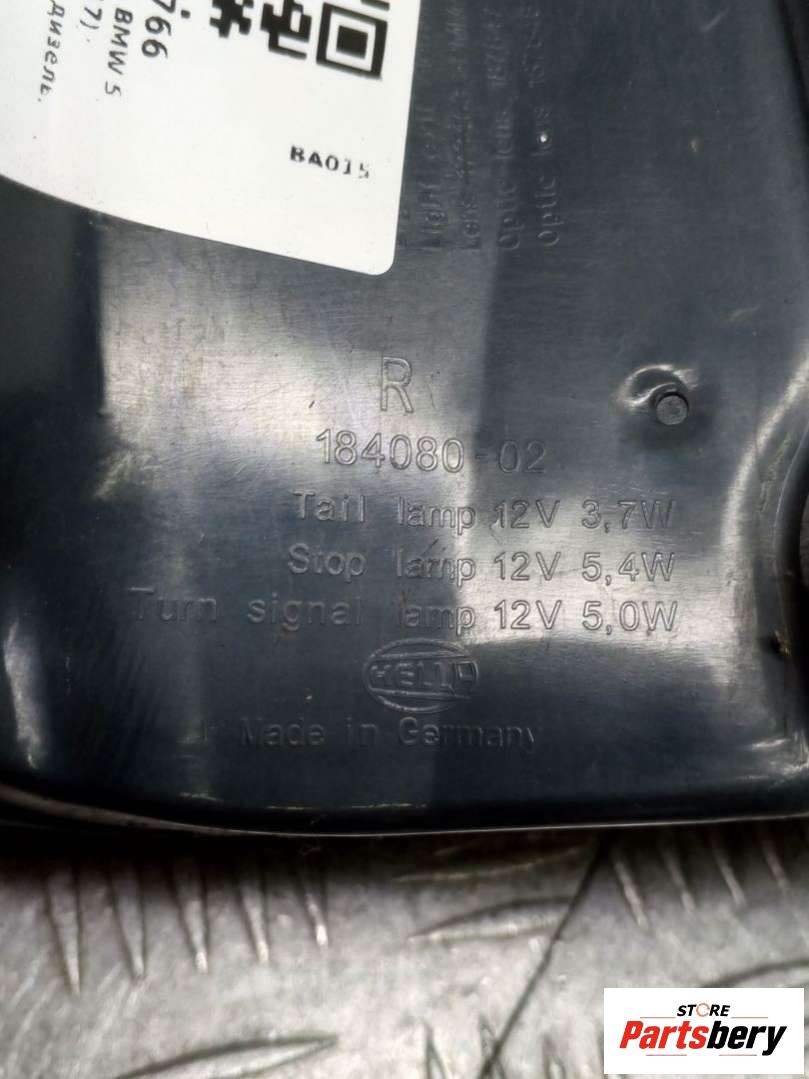 766
BMW 5
7).
дизель.
BA015
R
184080-02
Tail lamp 12V 3,7W
Stop lamp 12V 5,4W
Turn signal lamp 12V 5,0W
HELLA
Made in Germany
STORE
Partsbery